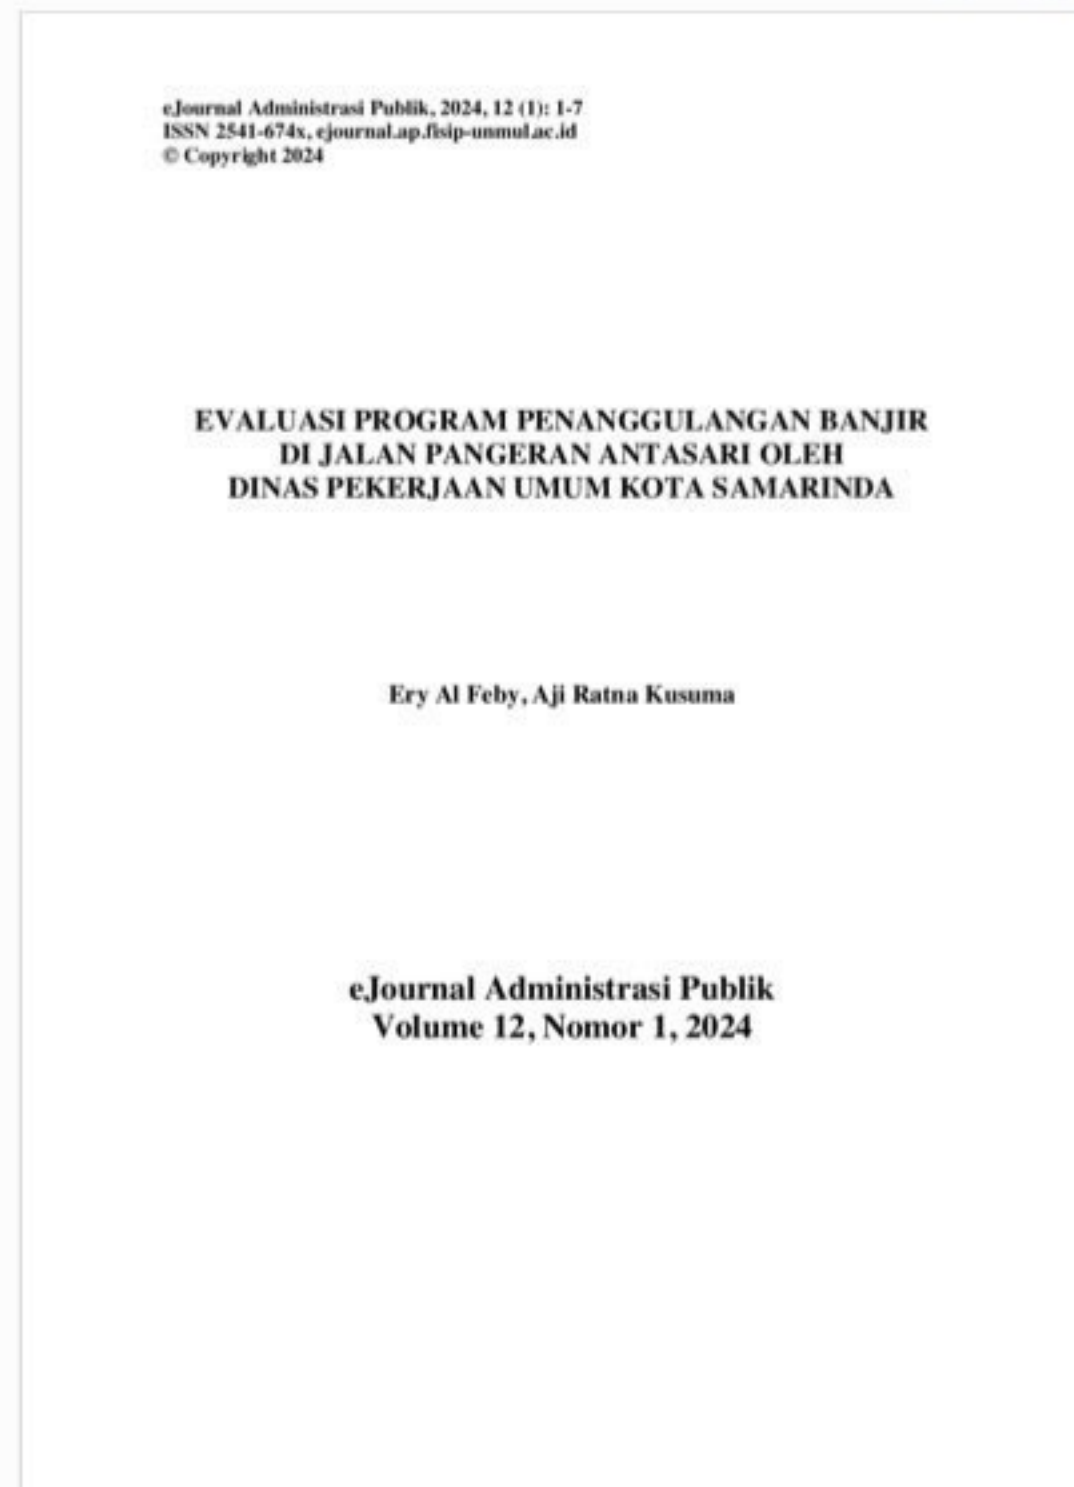 eJournal Administrasi Publik, 2024, 12 (1): 1-7
ISSN 2541-674x, ejournal.ap.fisip-unmul.ac.id
© Copyright 2024
EVALUASI PROGRAM PENANGGULANGAN BANJIR
DI JALAN PANGERAN ANTASARI OLEH
DINAS PEKERJAAN UMUM KOTA SAMARINDA
Ery Al Feby, Aji Ratna Kusuma
eJournal Administrasi Publik
Volume 12, Nomor 1, 2024